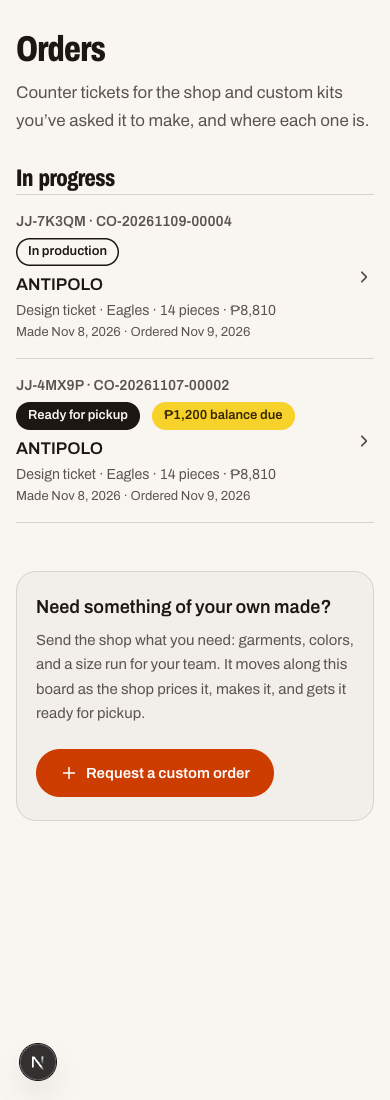 Orders
Counter tickets for the shop and custom kits
you’ve asked it to make, and where each one is.
In progress
JJ-7K3QM · CO-20261109-00004
In production
ANTIPOLO
Design ticket · Eagles · 14 pieces · ₱8,810
Made Nov 8, 2026 · Ordered Nov 9, 2026
JJ-4MX9P · CO-20261107-00002
Ready for pickup ₱1,200 balance due
ANTIPOLO
Design ticket · Eagles · 14 pieces · ₱8,810
Made Nov 8, 2026 · Ordered Nov 9, 2026
Need something of your own made?
Send the shop what you need: garments, colors,
and a size run for your team. It moves along this
board as the shop prices it, makes it, and gets it
ready for pickup.
+ Request a custom order
N